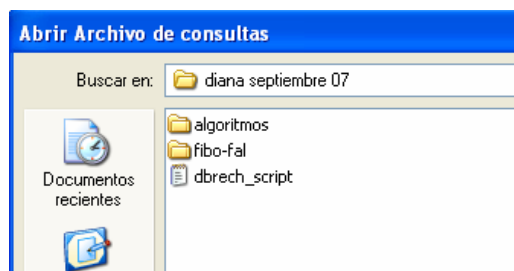 Abrir Archivo de consultas
Buscar en: diana septiembre 07
algoritmos
fibo-fal
dbrech_script
Documentos
recientes